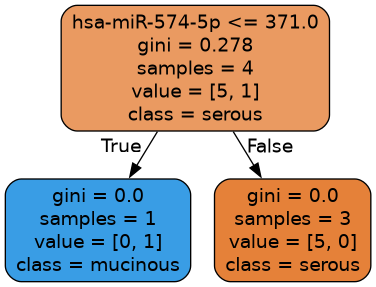 hsa-miR-574-5p <= 371.0
gini = 0.278
samples = 4
value = [5, 1]
class = serous
True
False
gini = 0.0
samples = 1
value = [0, 1]
class = mucinous
gini = 0.0
samples = 3
value = [5, 0]
class = serous